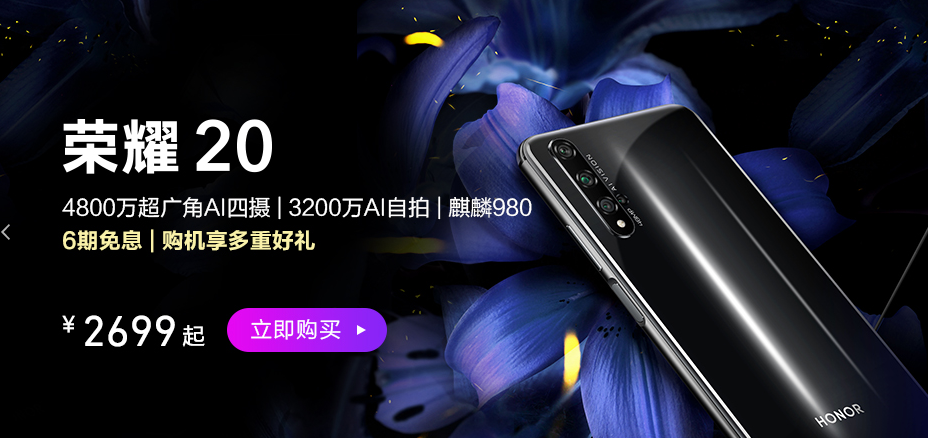 荣耀 20
4800万超广角AI四摄 | 3200万AI自拍 | 麒麟980
6期免息 | 购机享多重好礼
¥ 2699 起
立即购买
AI VISION
HONOR